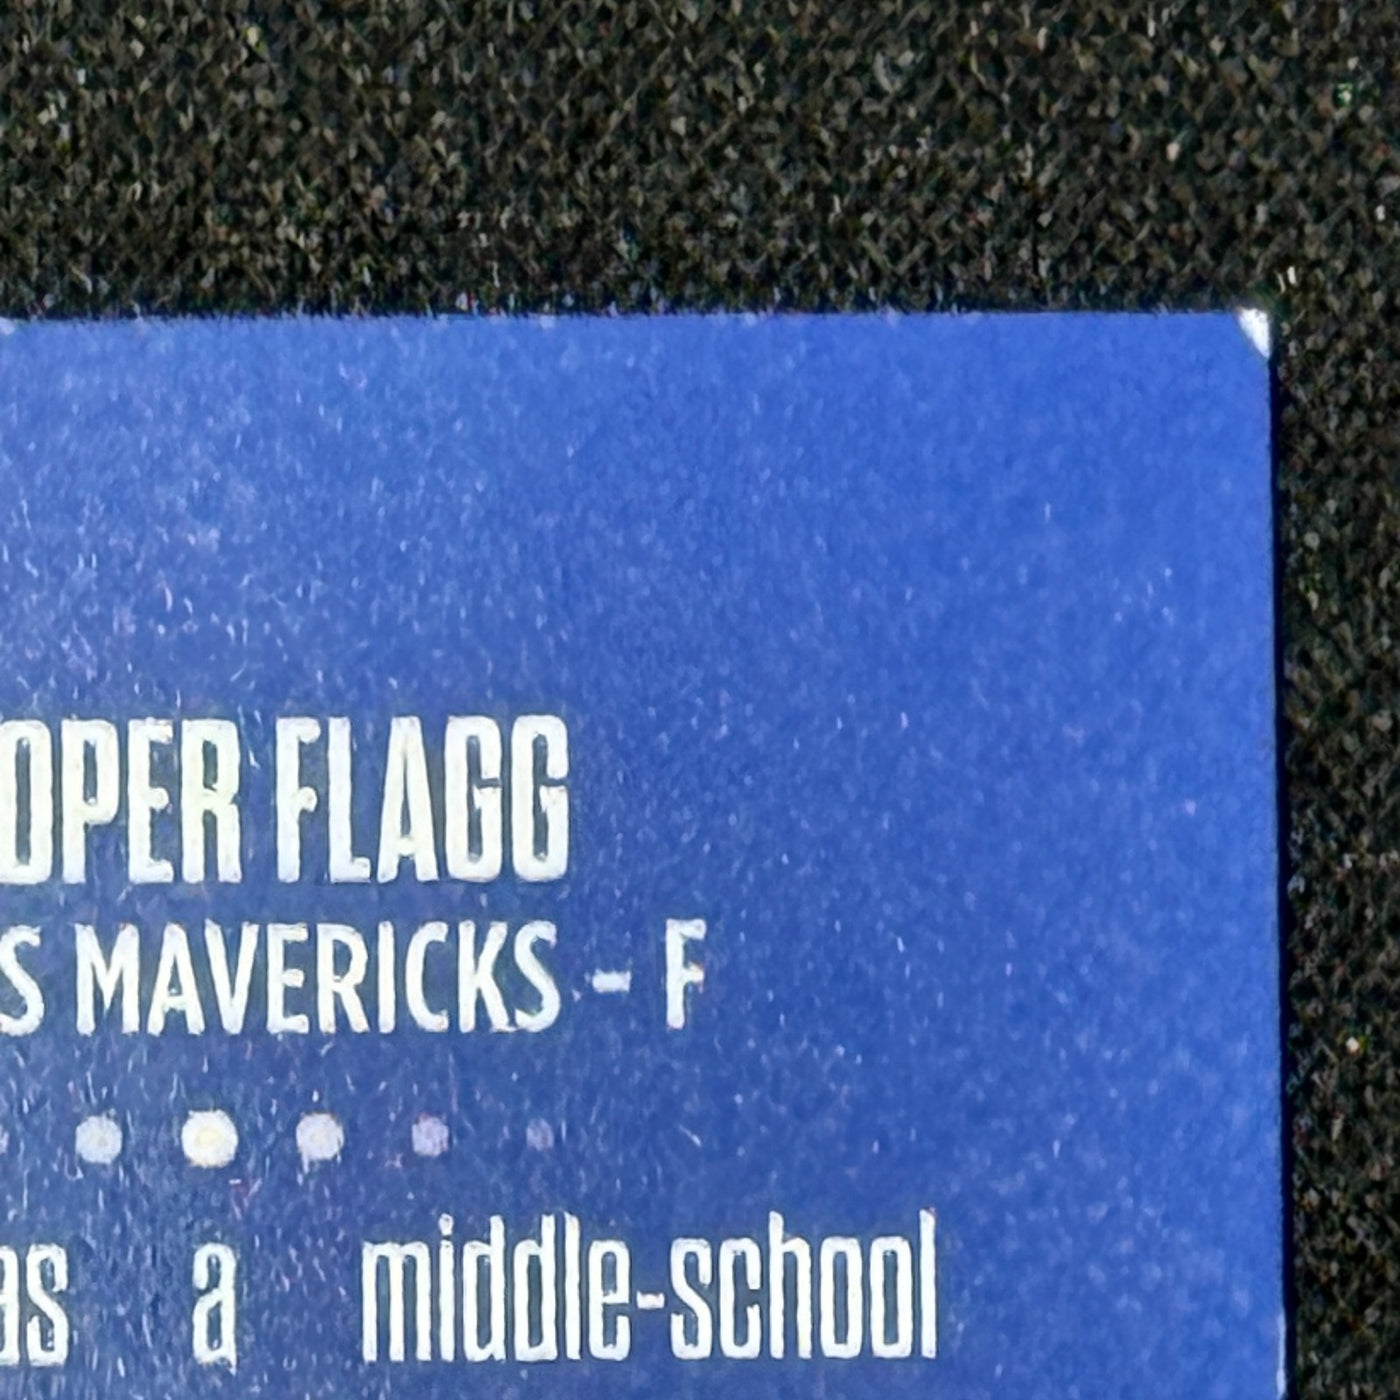 OPER FLAGG
S MAVERICKS – F
as a middle-school